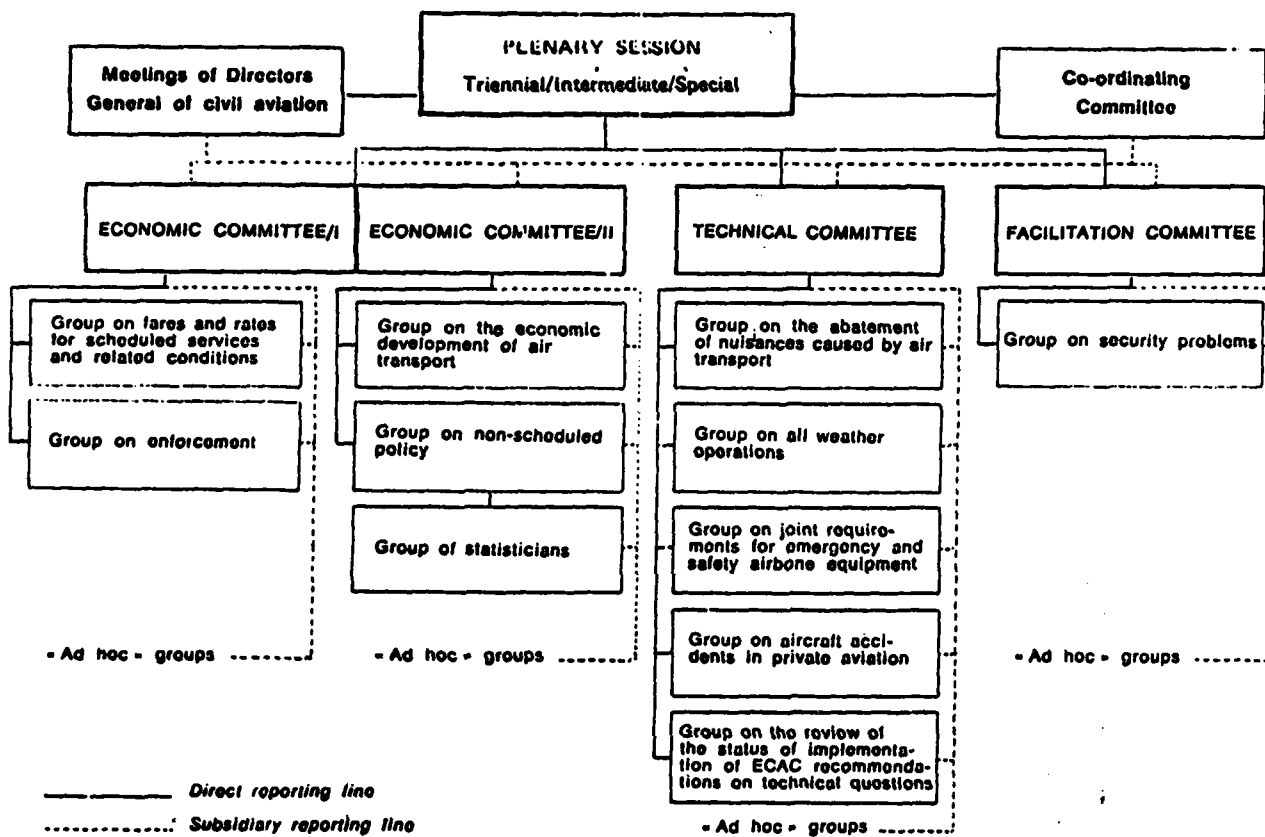 PLENARY SESSION
Triennial/Intermediate/Special
Meetings of Directors
General of civil aviation
Co-ordinating
Committee
ECONOMIC COMMITTEE/I
ECONOMIC COMMITTEE/II
TECHNICAL COMMITTEE
FACILITATION COMMITTEE
Group on fares and rates
for scheduled services
and related conditions
Group on enforcement
« Ad hoc » groups
Group on the economic
development of air
transport
Group on non-scheduled
policy
Group of statisticians
« Ad hoc » groups
Group on the abatement
of nuisances caused by air
transport
Group on all weather
operations
Group on joint require-
ments for emergency and
safety airbone equipment
Group on aircraft acci-
dents in private aviation
Group on the review of
the status of implementa-
tion of ECAC recommenda-
tions on technical questions
« Ad hoc » groups
Group on security problems
« Ad hoc » groups
Direct reporting line
Subsidiary reporting line